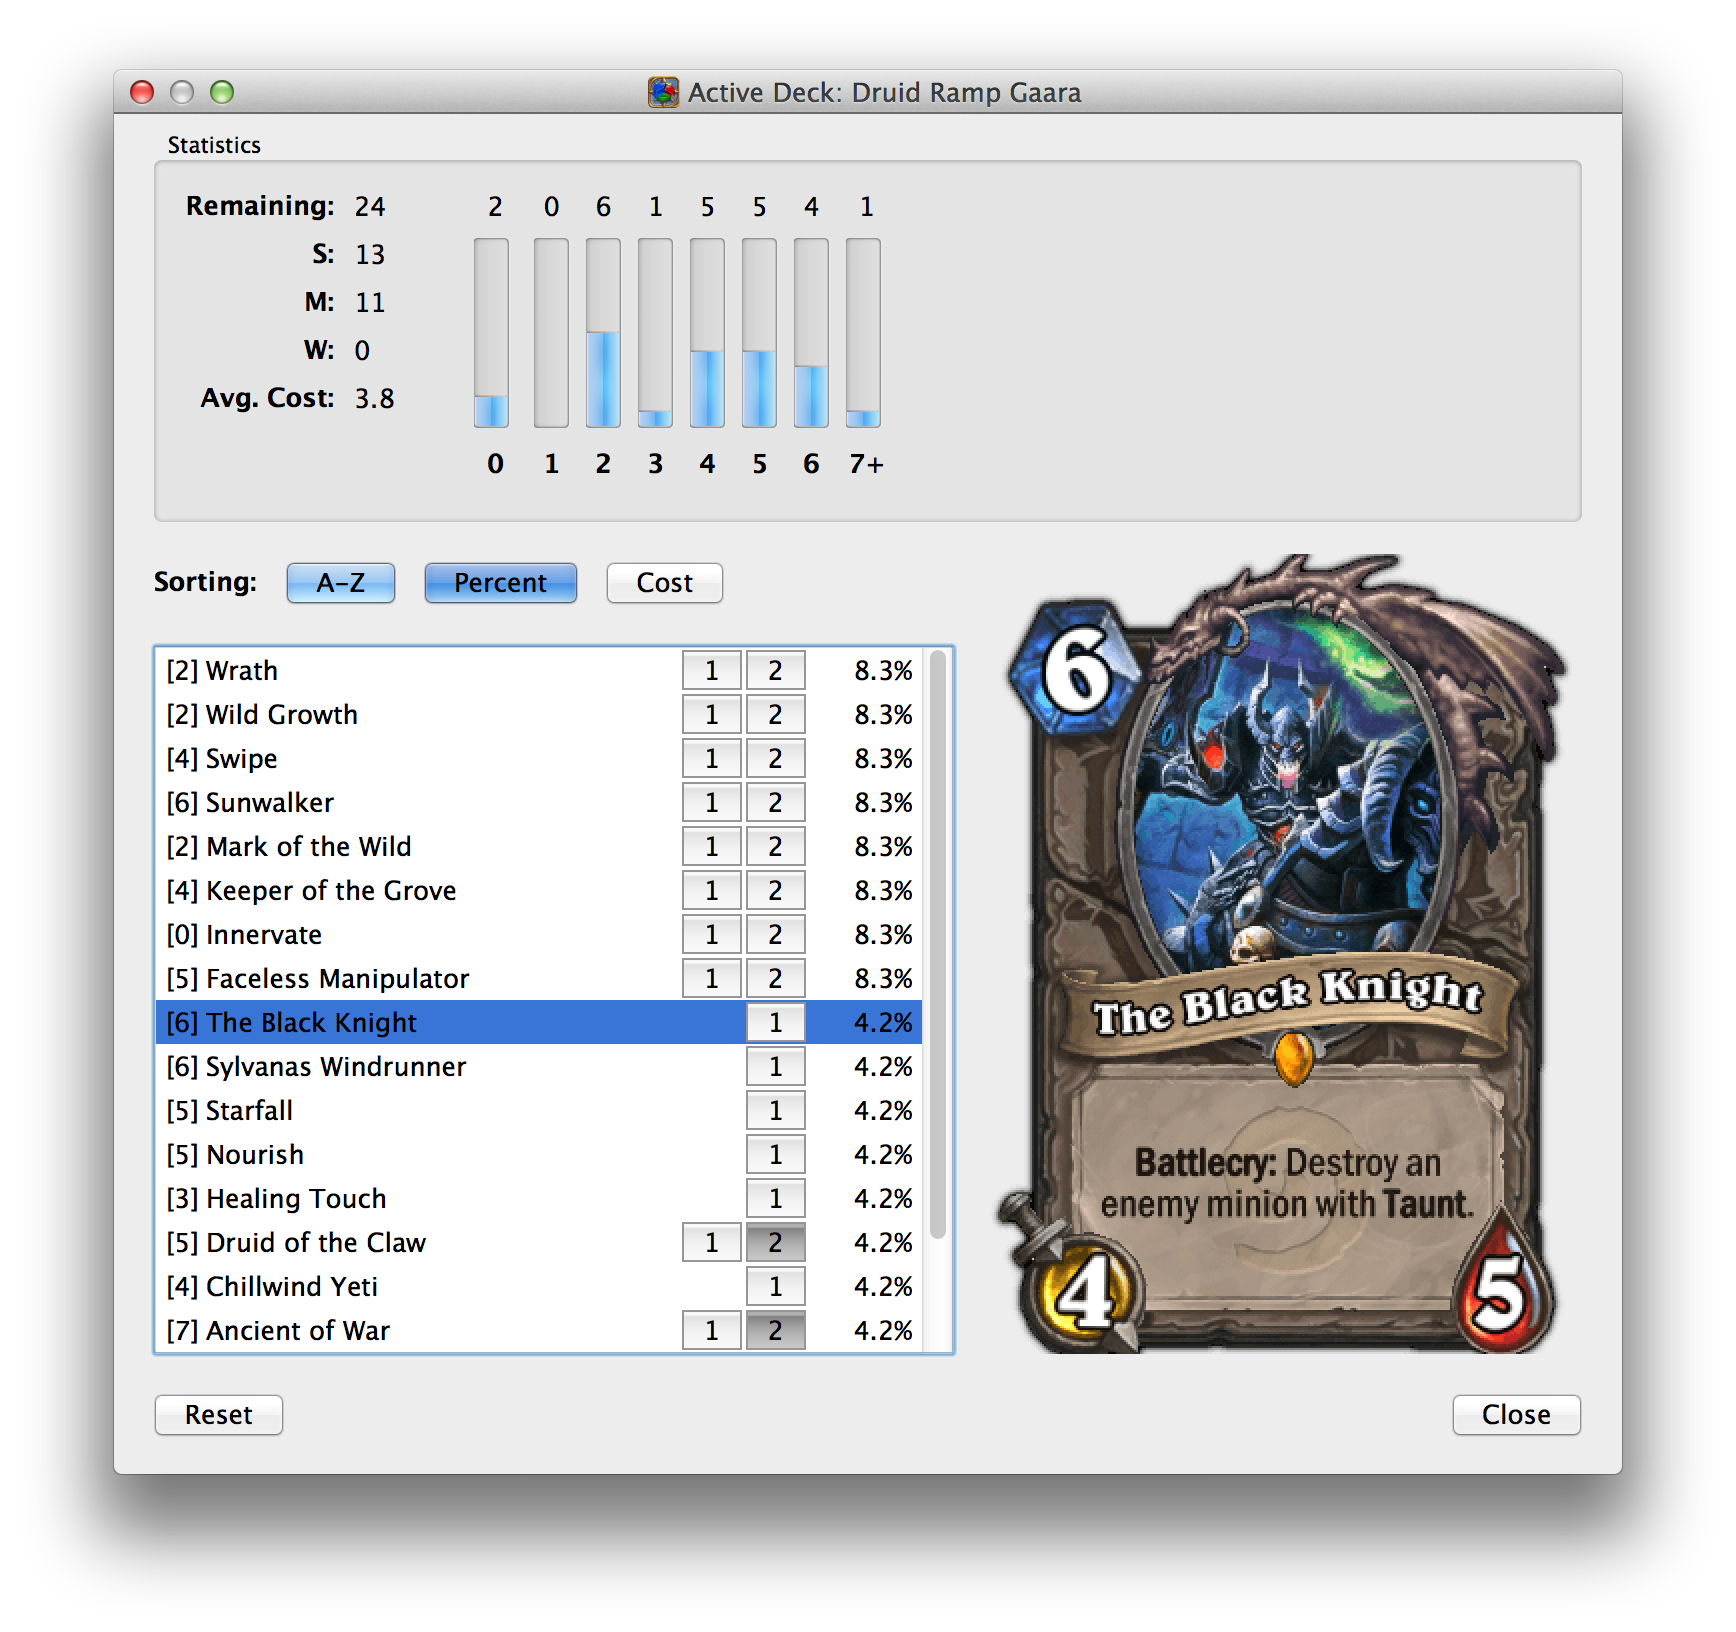 Active Deck: Druid Ramp Gaara
Statistics
Remaining: 24
S: 13
M: 11
W: 0
Avg. Cost: 3.8
2 0 6 1 5 5 4 1
0 1 2 3 4 5 6 7+
Sorting: A-Z Percent Cost
[2] Wrath 1 2 8.3%
[2] Wild Growth 1 2 8.3%
[4] Swipe 1 2 8.3%
[6] Sunwalker 1 2 8.3%
[2] Mark of the Wild 1 2 8.3%
[4] Keeper of the Grove 1 2 8.3%
[0] Innervate 1 2 8.3%
[5] Faceless Manipulator 1 2 8.3%
[6] The Black Knight 1 4.2%
[6] Sylvanas Windrunner 1 4.2%
[5] Starfall 1 4.2%
[5] Nourish 1 4.2%
[3] Healing Touch 1 4.2%
[5] Druid of the Claw 1 2 4.2%
[4] Chillwind Yeti 1 4.2%
[7] Ancient of War 1 2 4.2%
6
The Black Knight
Battlecry: Destroy an
enemy minion with Taunt.
4 5
Reset Close